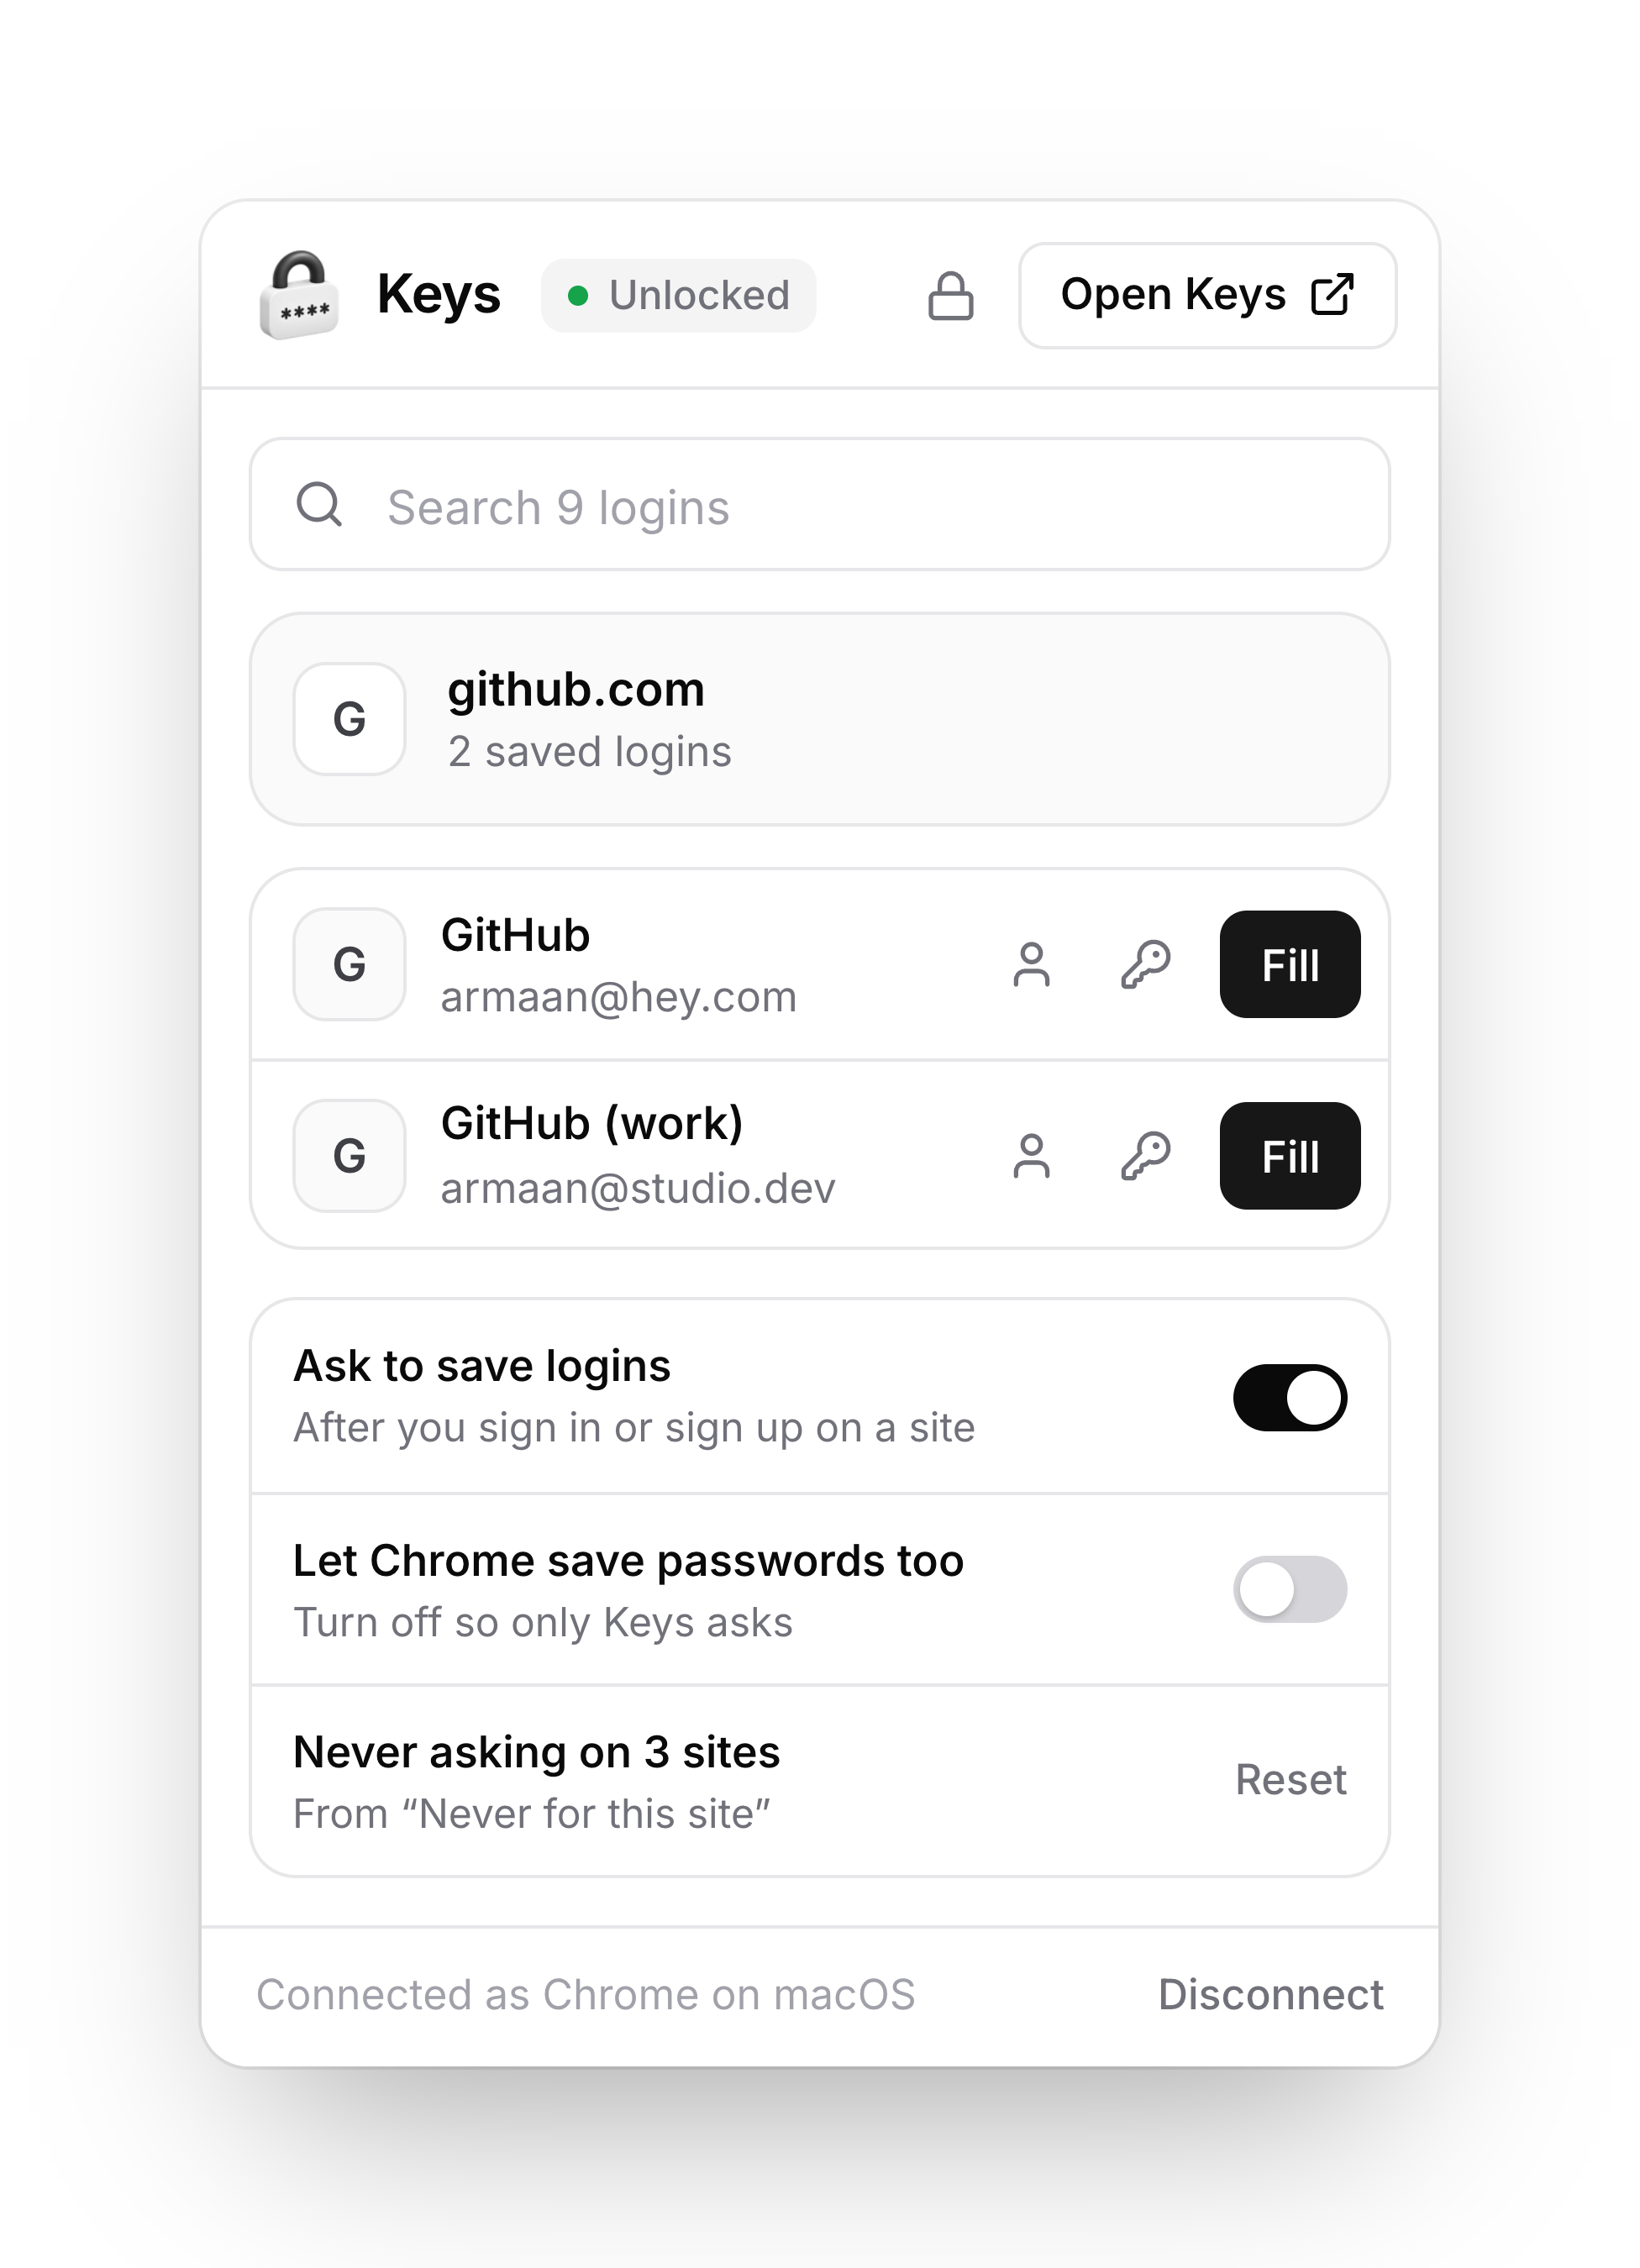 ****
Keys
Unlocked
Open Keys
Search 9 logins
G
github.com
2 saved logins
G
GitHub
armaan@hey.com
Fill
G
GitHub (work)
armaan@studio.dev
Fill
Ask to save logins
After you sign in or sign up on a site
Let Chrome save passwords too
Turn off so only Keys asks
Never asking on 3 sites
From “Never for this site”
Reset
Connected as Chrome on macOS
Disconnect